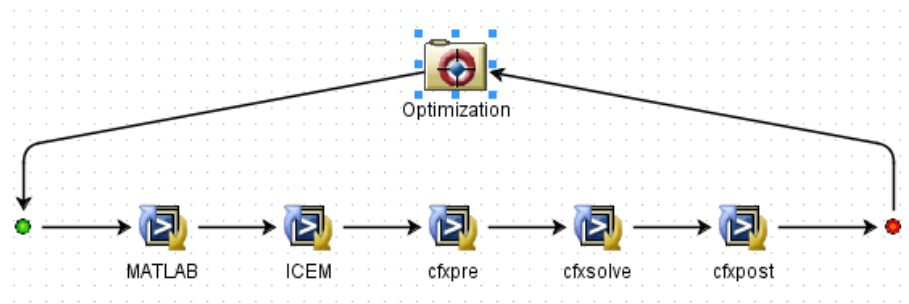 Optimization
MATLAB
ICEM
cfxpre
cfxsolve
cfxpost